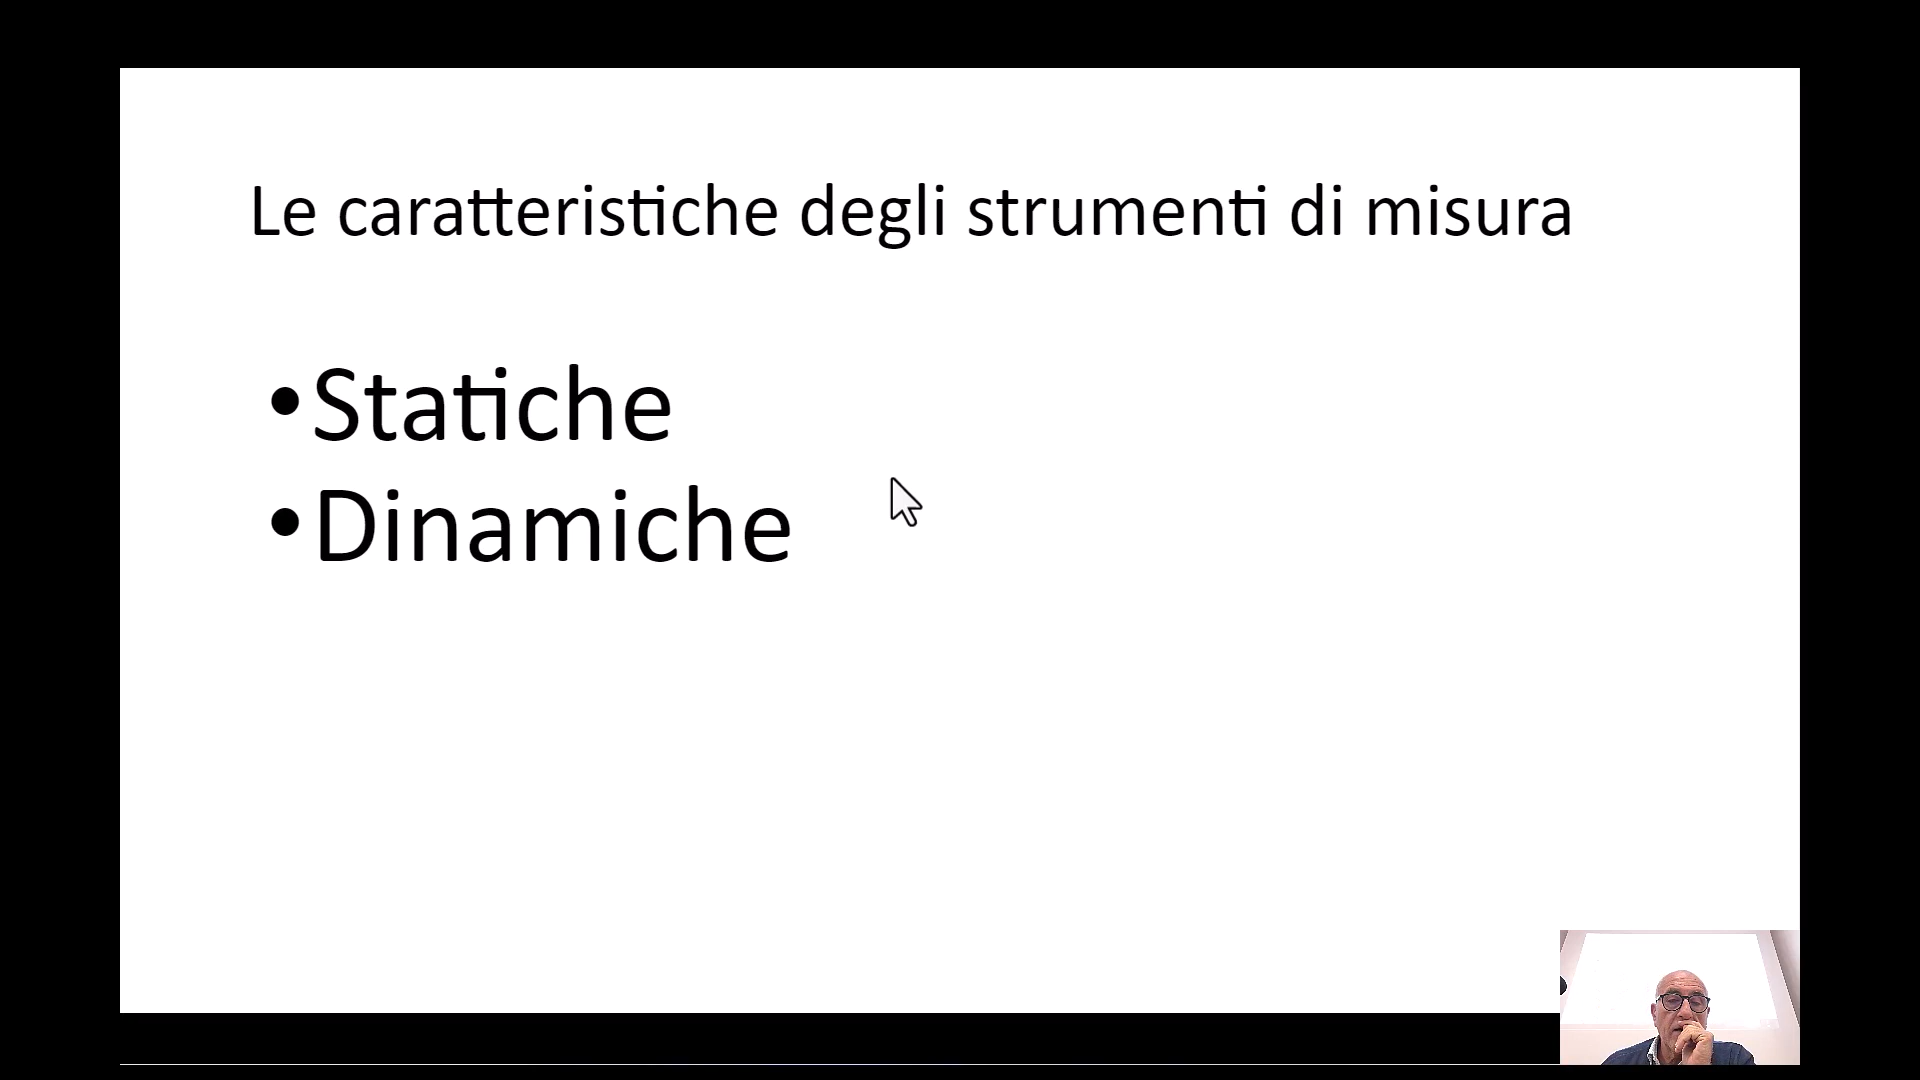 Le caratteristiche degli strumenti di misura
•Statiche
•Dinamiche